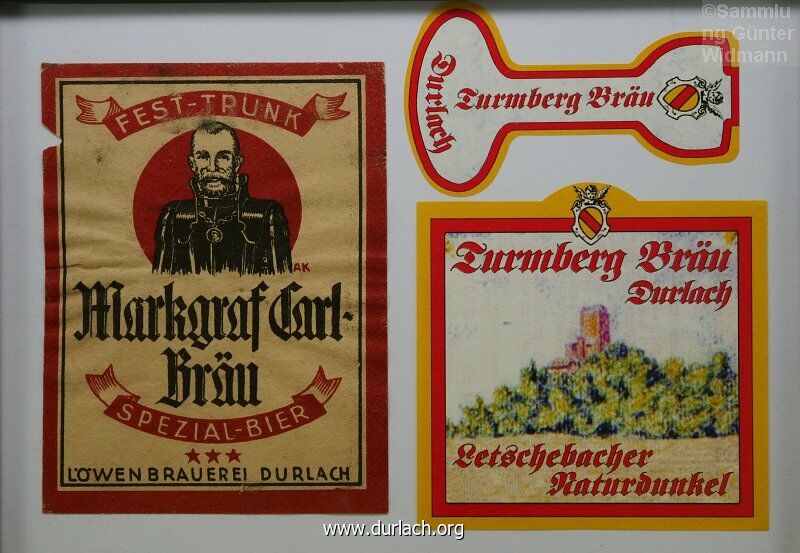 ©Sammlu
ng Günter
Widmann
FEST-TRUNK
AK
Markgraf Carl-
Bräu
SPEZIAL-BIER
LÖWENBRAUEREI DURLACH
Durlach
Turmberg Bräu
Turmberg Bräu
Durlach
Letschebacher
Naturdunkel
www.durlach.org